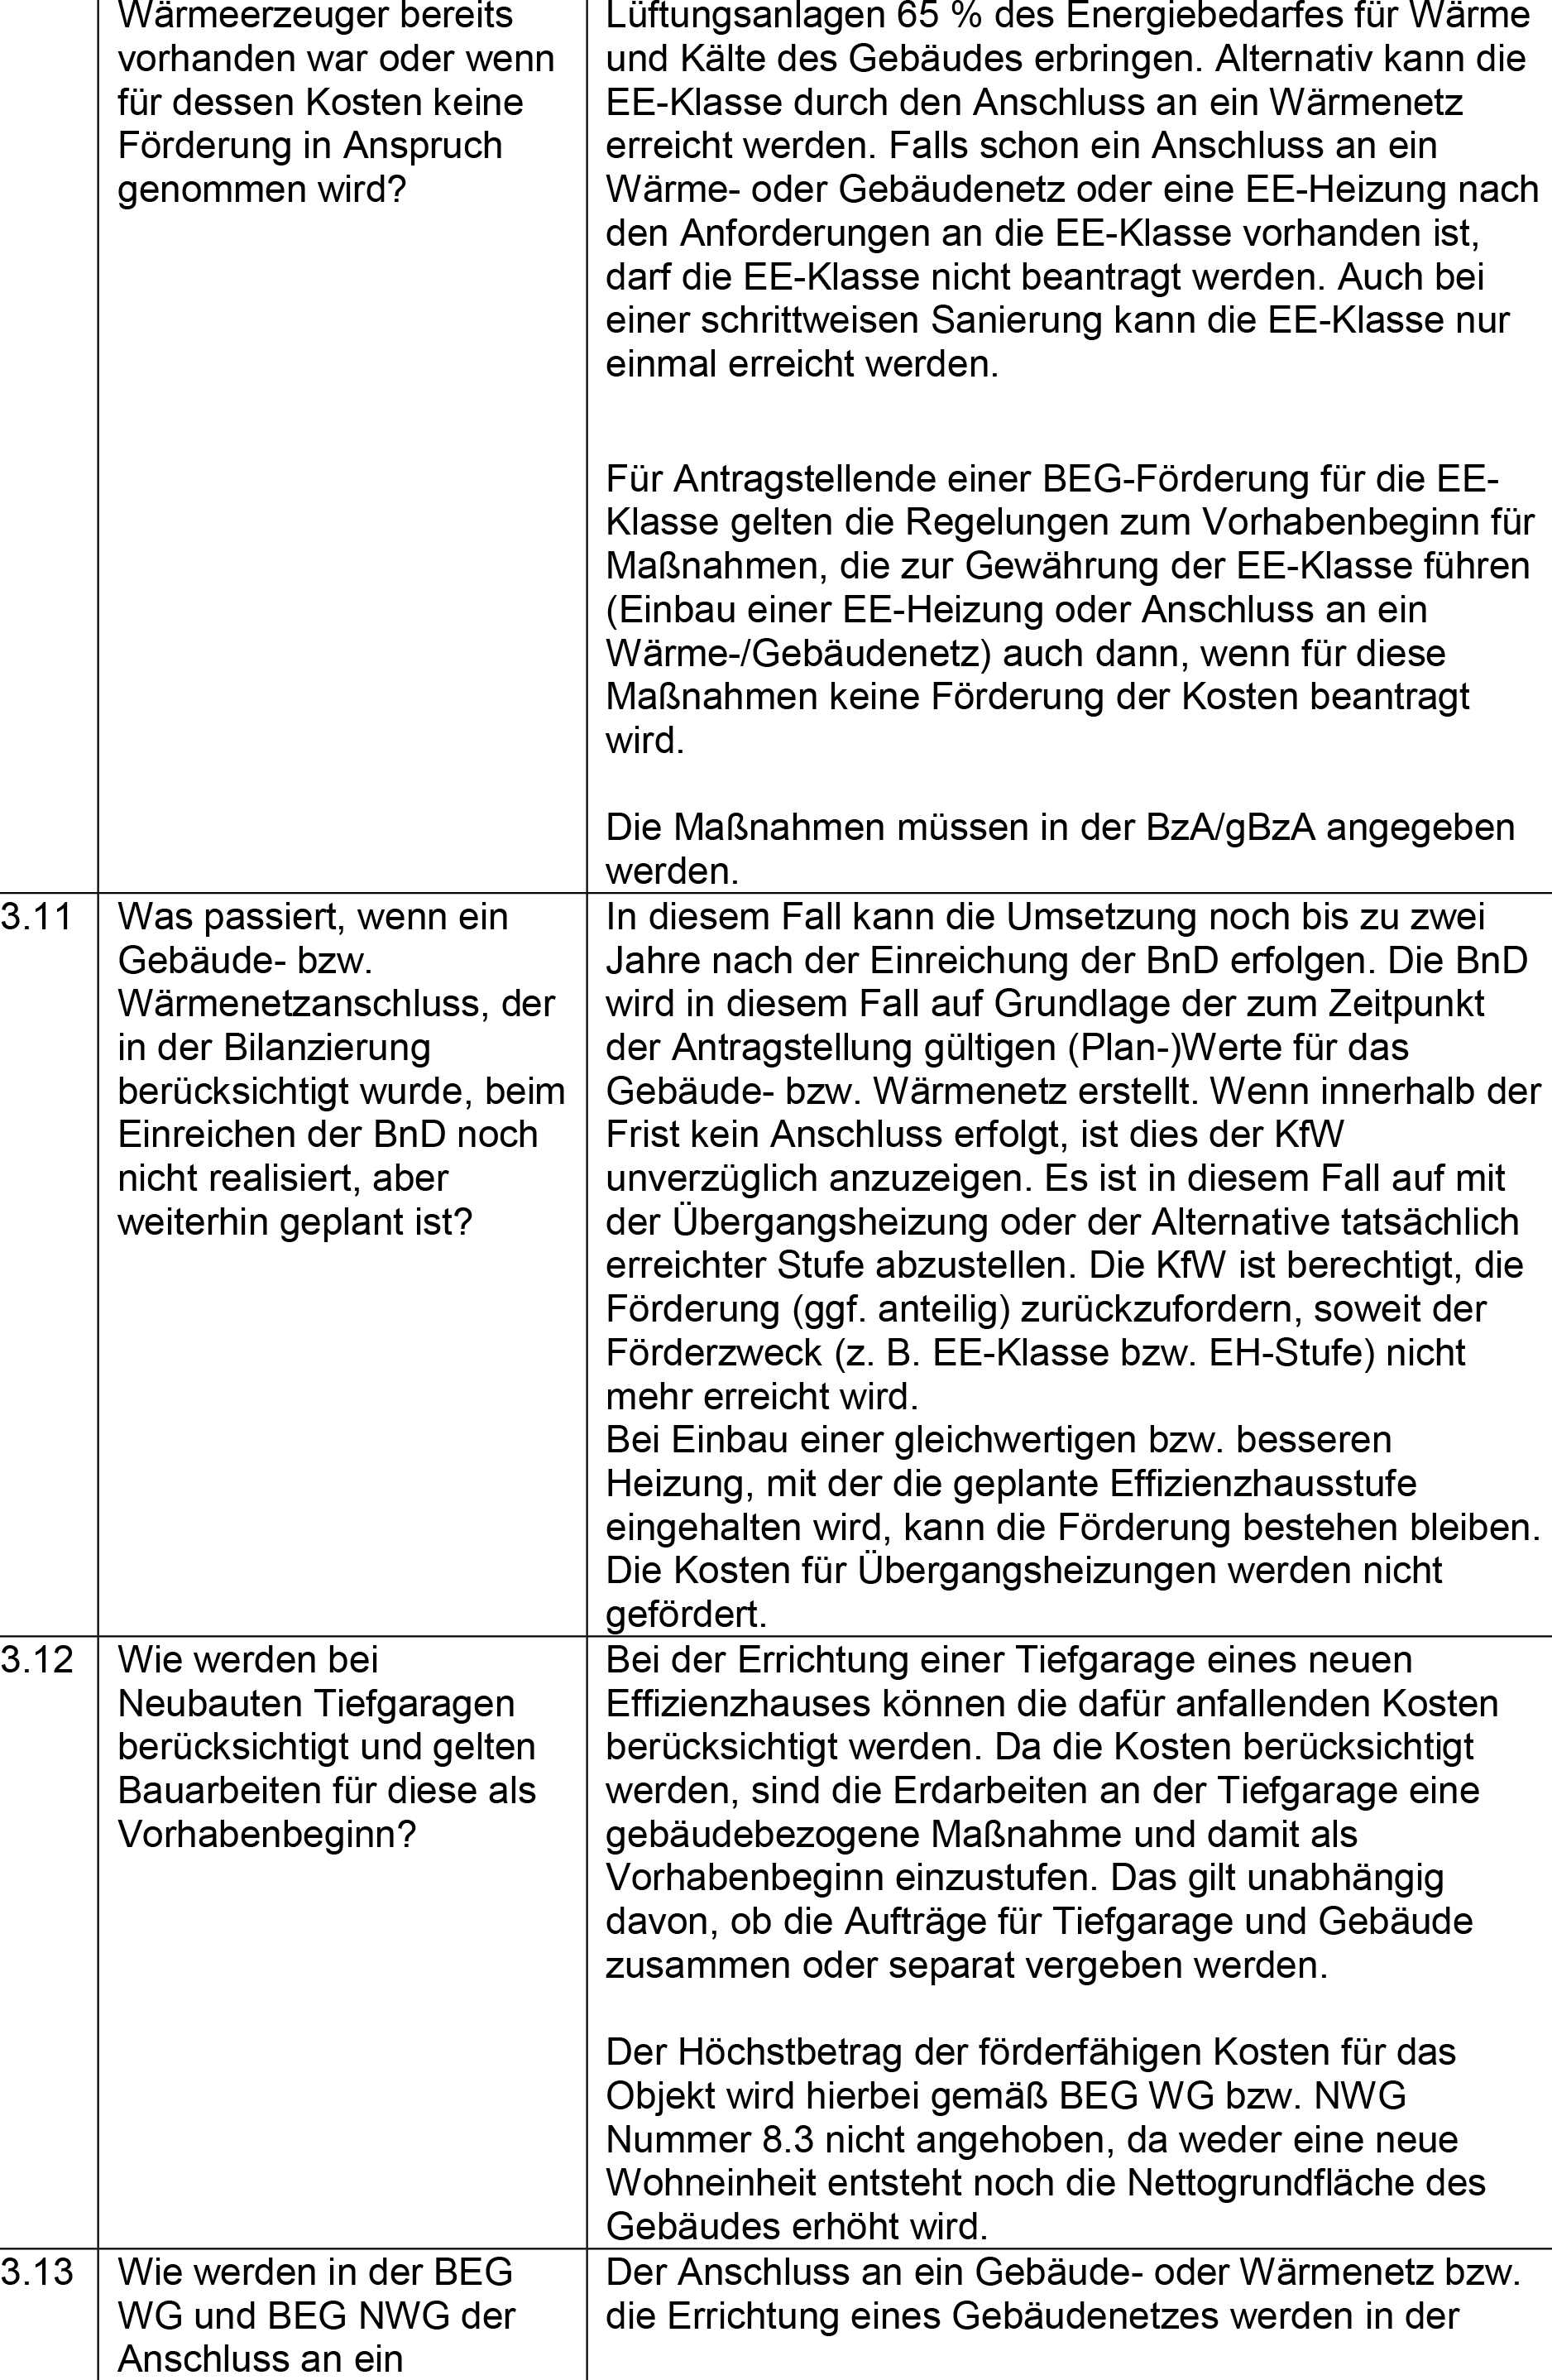 Wärmeerzeuger bereits
vorhanden war oder wenn
für dessen Kosten keine
Förderung in Anspruch
genommen wird?
Lüftungsanlagen 65 % des Energiebedarfes für Wärme
und Kälte des Gebäudes erbringen. Alternativ kann die
EE-Klasse durch den Anschluss an ein Wärmenetz
erreicht werden. Falls schon ein Anschluss an ein
Wärme- oder Gebäudenetz oder eine EE-Heizung nach
den Anforderungen an die EE-Klasse vorhanden ist,
darf die EE-Klasse nicht beantragt werden. Auch bei
einer schrittweisen Sanierung kann die EE-Klasse nur
einmal erreicht werden.
Für Antragstellende einer BEG-Förderung für die EE-
Klasse gelten die Regelungen zum Vorhabenbeginn für
Maßnahmen, die zur Gewährung der EE-Klasse führen
(Einbau einer EE-Heizung oder Anschluss an ein
Wärme-/Gebäudenetz) auch dann, wenn für diese
Maßnahmen keine Förderung der Kosten beantragt
wird.
Die Maßnahmen müssen in der BzA/gBzA angegeben
werden.
3.11
Was passiert, wenn ein
Gebäude- bzw.
Wärmenetzanschluss, der
in der Bilanzierung
berücksichtigt wurde, beim
Einreichen der BnD noch
nicht realisiert, aber
weiterhin geplant ist?
In diesem Fall kann die Umsetzung noch bis zu zwei
Jahre nach der Einreichung der BnD erfolgen. Die BnD
wird in diesem Fall auf Grundlage der zum Zeitpunkt
der Antragstellung gültigen (Plan-)Werte für das
Gebäude- bzw. Wärmenetz erstellt. Wenn innerhalb der
Frist kein Anschluss erfolgt, ist dies der KfW
unverzüglich anzuzeigen. Es ist in diesem Fall auf mit
der Übergangsheizung oder der Alternative tatsächlich
erreichter Stufe abzustellen. Die KfW ist berechtigt, die
Förderung (ggf. anteilig) zurückzufordern, soweit der
Förderzweck (z. B. EE-Klasse bzw. EH-Stufe) nicht
mehr erreicht wird.
Bei Einbau einer gleichwertigen bzw. besseren
Heizung, mit der die geplante Effizienzhausstufe
eingehalten wird, kann die Förderung bestehen bleiben.
Die Kosten für Übergangsheizungen werden nicht
gefördert.
3.12
Wie werden bei
Neubauten Tiefgaragen
berücksichtigt und gelten
Bauarbeiten für diese als
Vorhabenbeginn?
Bei der Errichtung einer Tiefgarage eines neuen
Effizienzhauses können die dafür anfallenden Kosten
berücksichtigt werden. Da die Kosten berücksichtigt
werden, sind die Erdarbeiten an der Tiefgarage eine
gebäudebezogene Maßnahme und damit als
Vorhabenbeginn einzustufen. Das gilt unabhängig
davon, ob die Aufträge für Tiefgarage und Gebäude
zusammen oder separat vergeben werden.
Der Höchstbetrag der förderfähigen Kosten für das
Objekt wird hierbei gemäß BEG WG bzw. NWG
Nummer 8.3 nicht angehoben, da weder eine neue
Wohneinheit entsteht noch die Nettogrundfläche des
Gebäudes erhöht wird.
3.13
Wie werden in der BEG
WG und BEG NWG der
Anschluss an ein
Der Anschluss an ein Gebäude- oder Wärmenetz bzw.
die Errichtung eines Gebäudenetzes werden in der